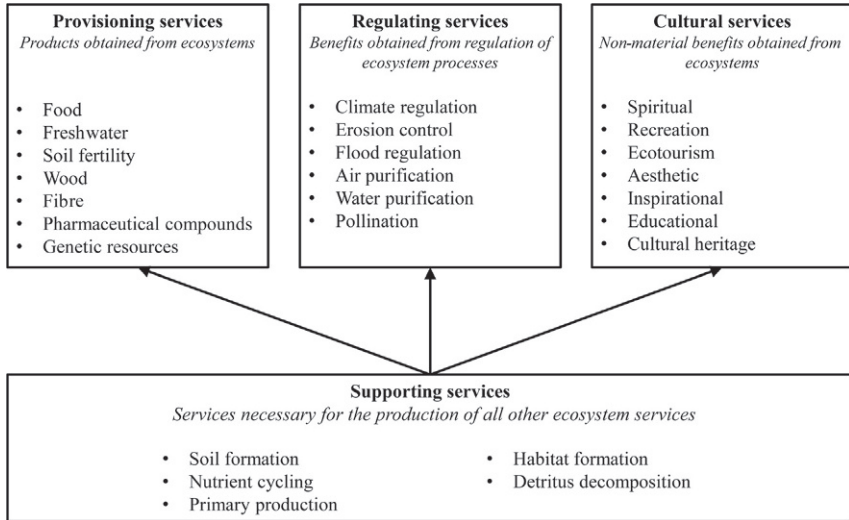 Provisioning services
Products obtained from ecosystems
• Food
• Freshwater
• Soil fertility
• Wood
• Fibre
• Pharmaceutical compounds
• Genetic resources
Regulating services
Benefits obtained from regulation of
ecosystem processes
• Climate regulation
• Erosion control
• Flood regulation
• Air purification
• Water purification
• Pollination
Cultural services
Non-material benefits obtained from
ecosystems
• Spiritual
• Recreation
• Ecotourism
• Aesthetic
• Inspirational
• Educational
• Cultural heritage
Supporting services
Services necessary for the production of all other ecosystem services
• Soil formation
• Nutrient cycling
• Primary production
• Habitat formation
• Detritus decomposition